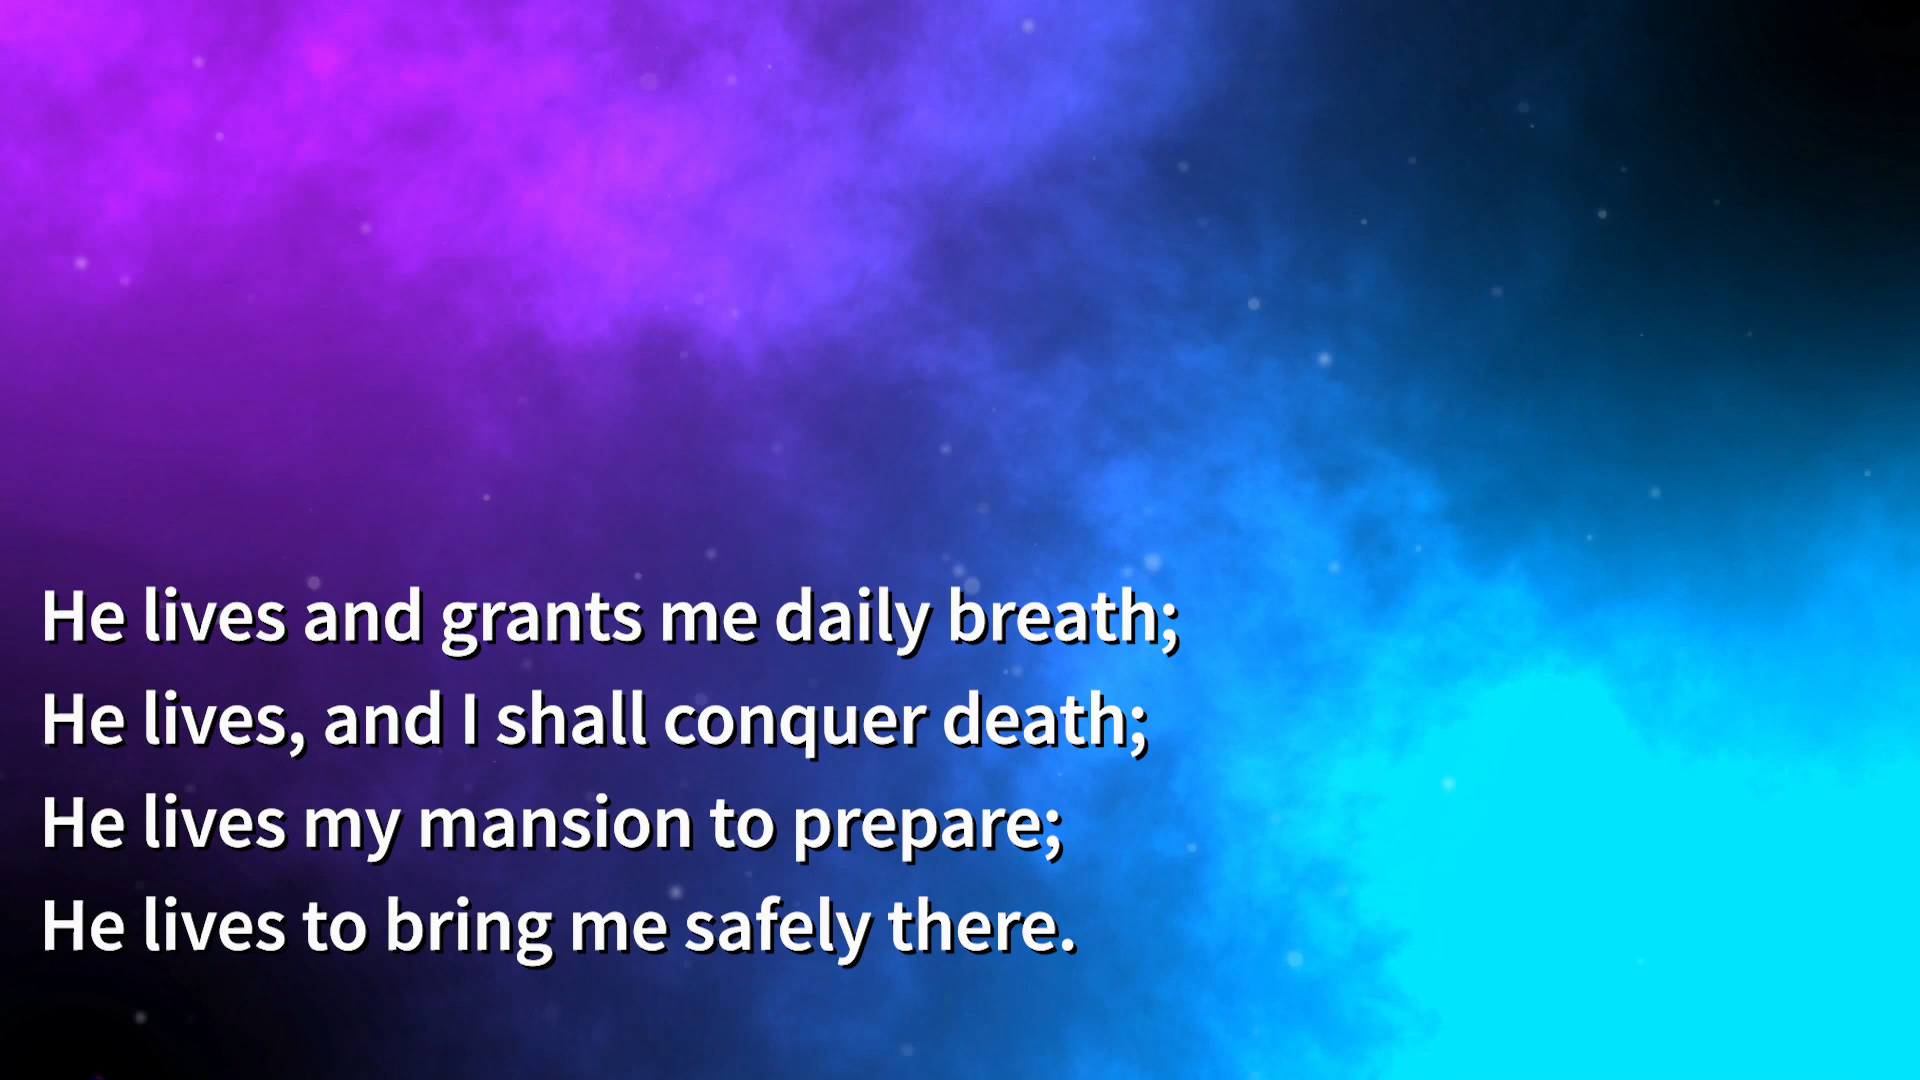 He lives and grants me daily breath;
He lives, and I shall conquer death;
He lives my mansion to prepare;
He lives to bring me safely there.